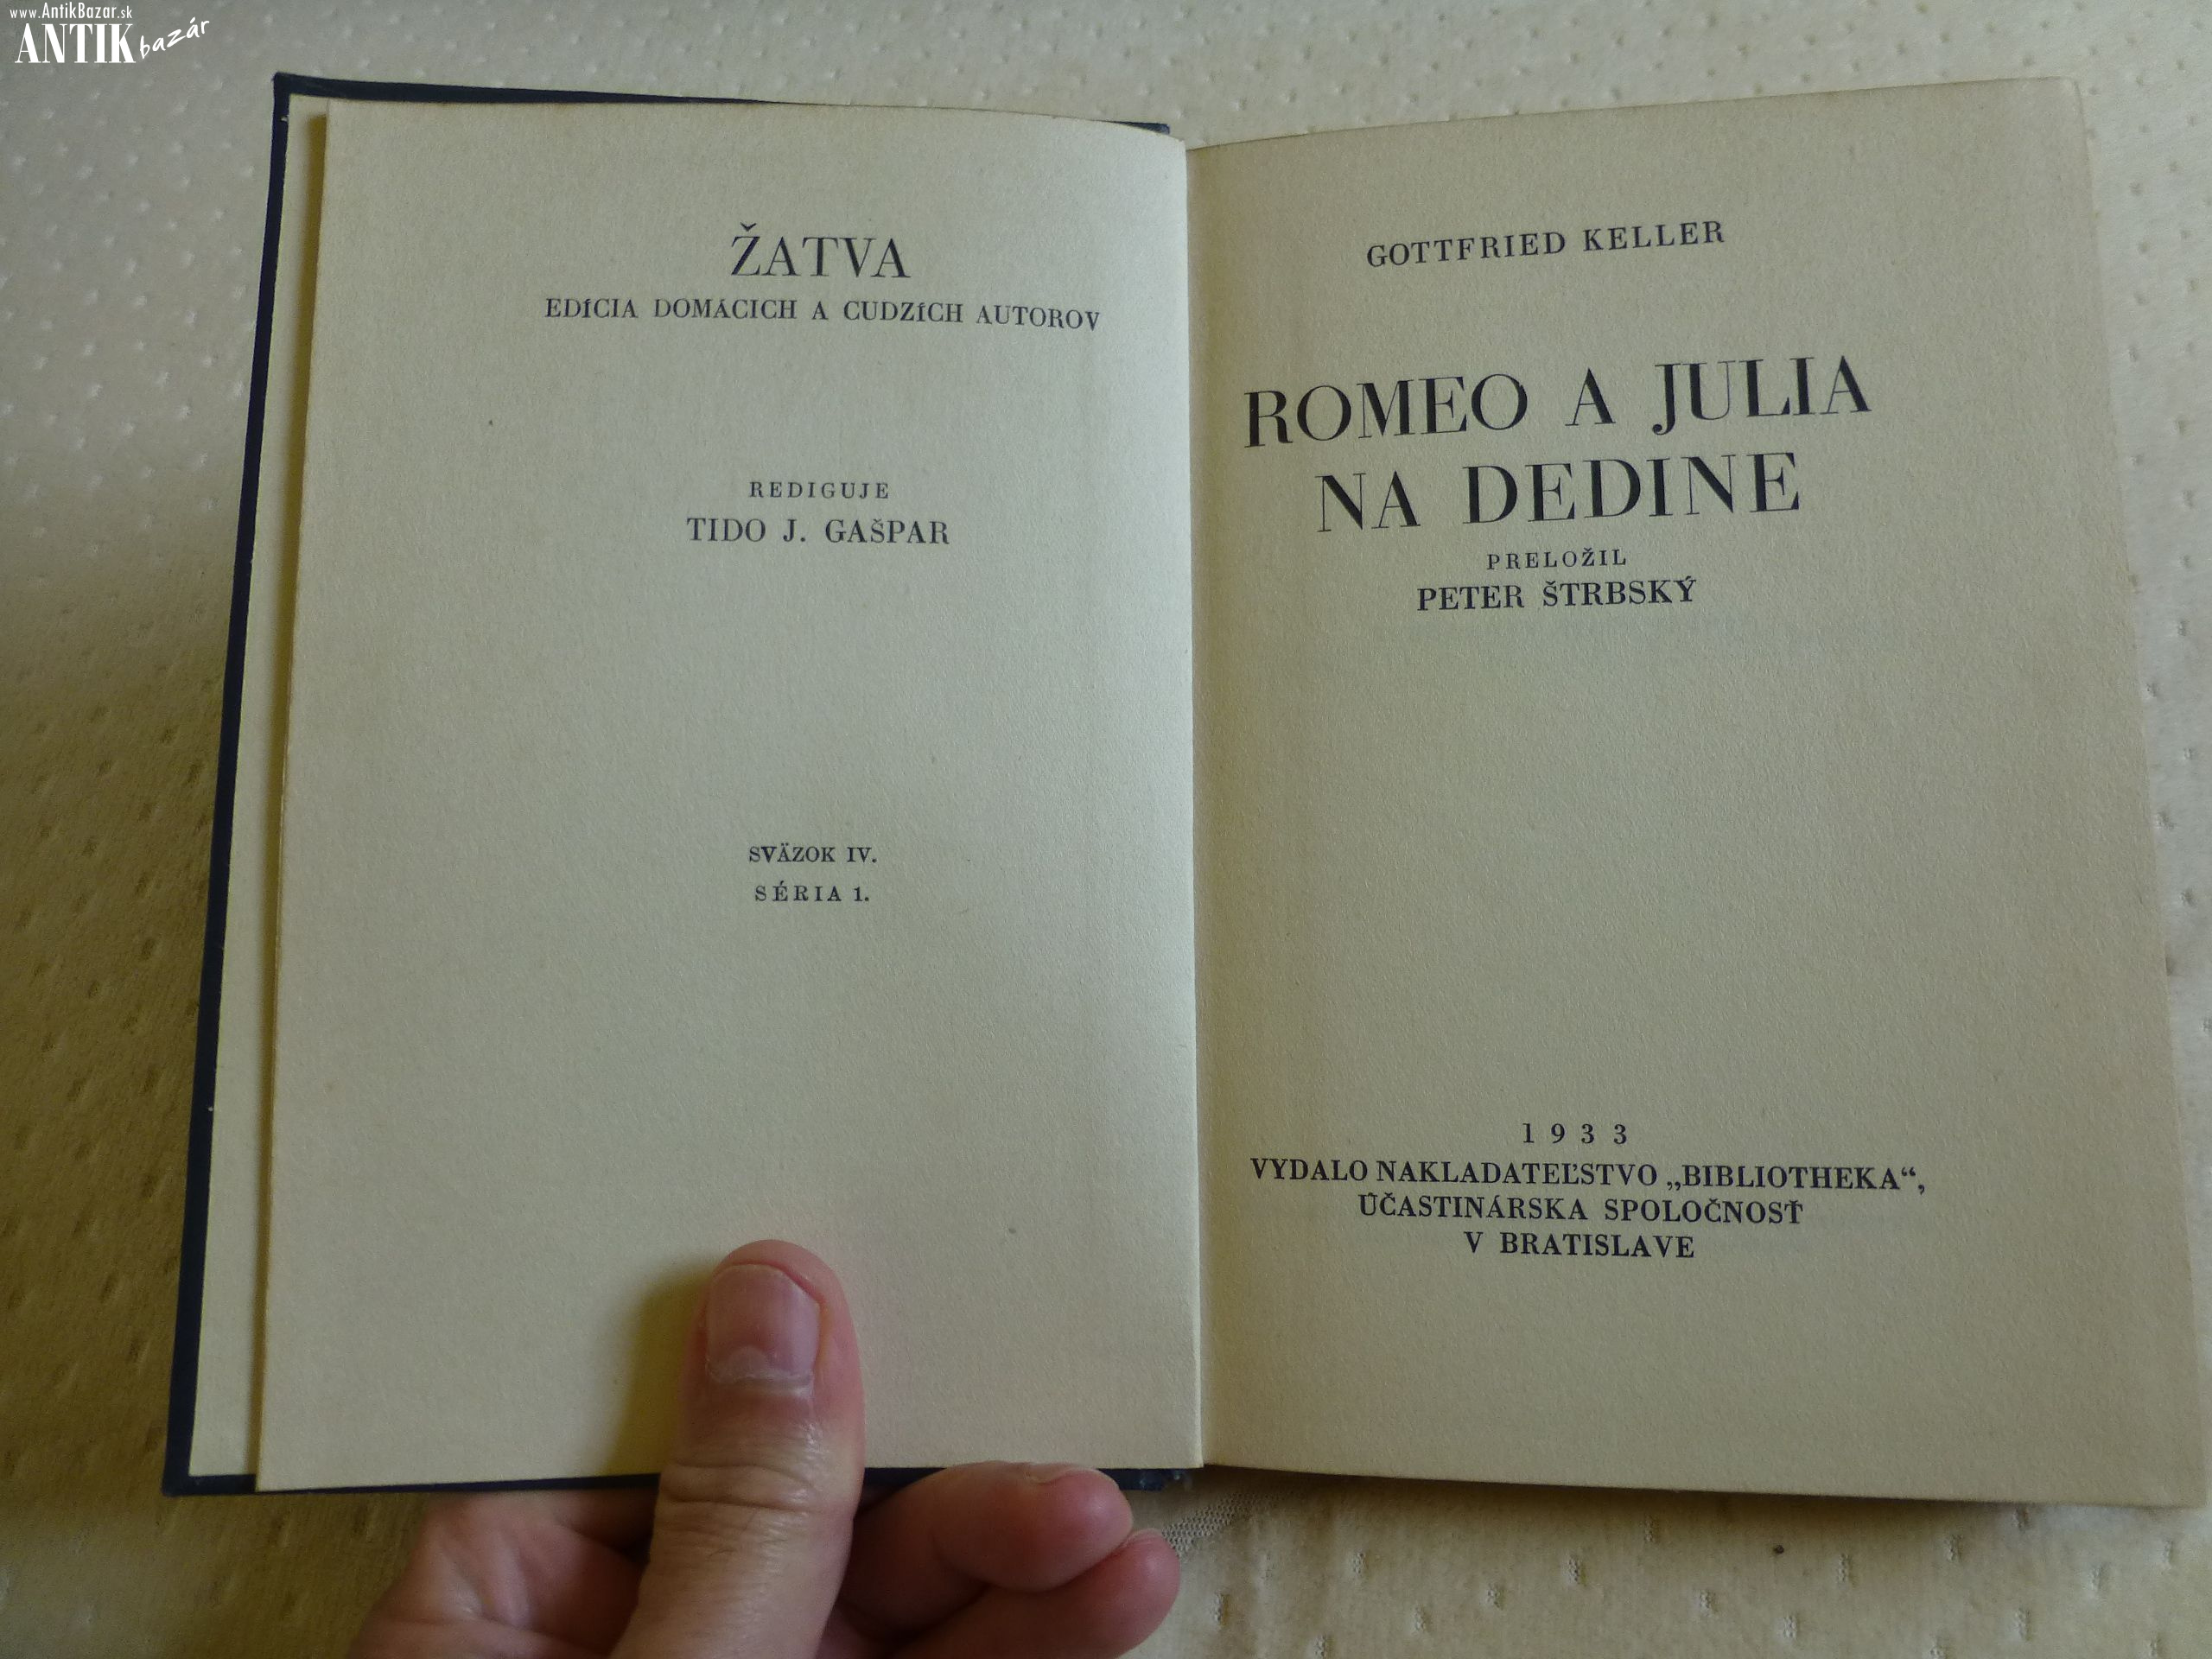 www.AntikBazar.sk
ANTIK bazár
ŽATVA
EDÍCIA DOMÁCICH A CUDZÍCH AUTOROV
REDIGUJE
TIDO J. GAŠPAR
SVÄZOK IV.
SÉRIA 1.
GOTTFRIED KELLER
ROMEO A JULIA
NA DEDINE
PRELOŽIL
PETER ŠTRBSKÝ
1933
VYDALO NAKLADATEĽSTVO „BIBLIOTHEKA“,
ÚČASTINÁRSKA SPOLOČNOSŤ
V BRATISLAVE